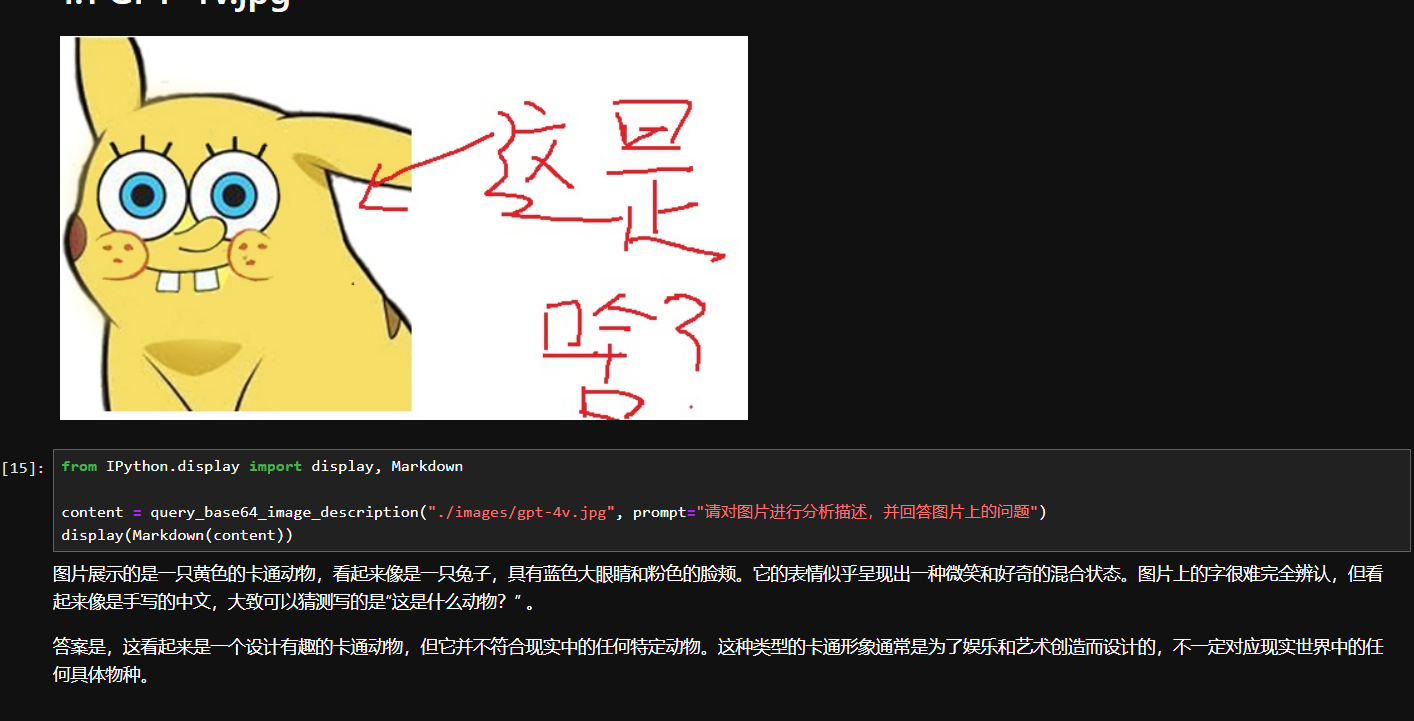 这是
啥?
[15]:
from IPython.display import display, Markdown
content = query_base64_image_description("./images/gpt-4v.jpg", prompt="请对图片进行分析描述，并回答图片上的问题")
display(Markdown(content))
图片展示的是一只黄色的卡通动物，看起来像是一只兔子，具有蓝色大眼睛和粉色的脸颊。它的表情似乎呈现出一种微笑和好奇的混合状态。图片上的字很难完全辨认，但看
起来像是手写的中文，大致可以猜测写的是“这是什么动物？”。
答案是，这看起来是一个设计有趣的卡通动物，但它并不符合现实中的任何特定动物。这种类型的卡通形象通常是为了娱乐和艺术创造而设计的，不一定对应现实世界中的任
何具体物种。